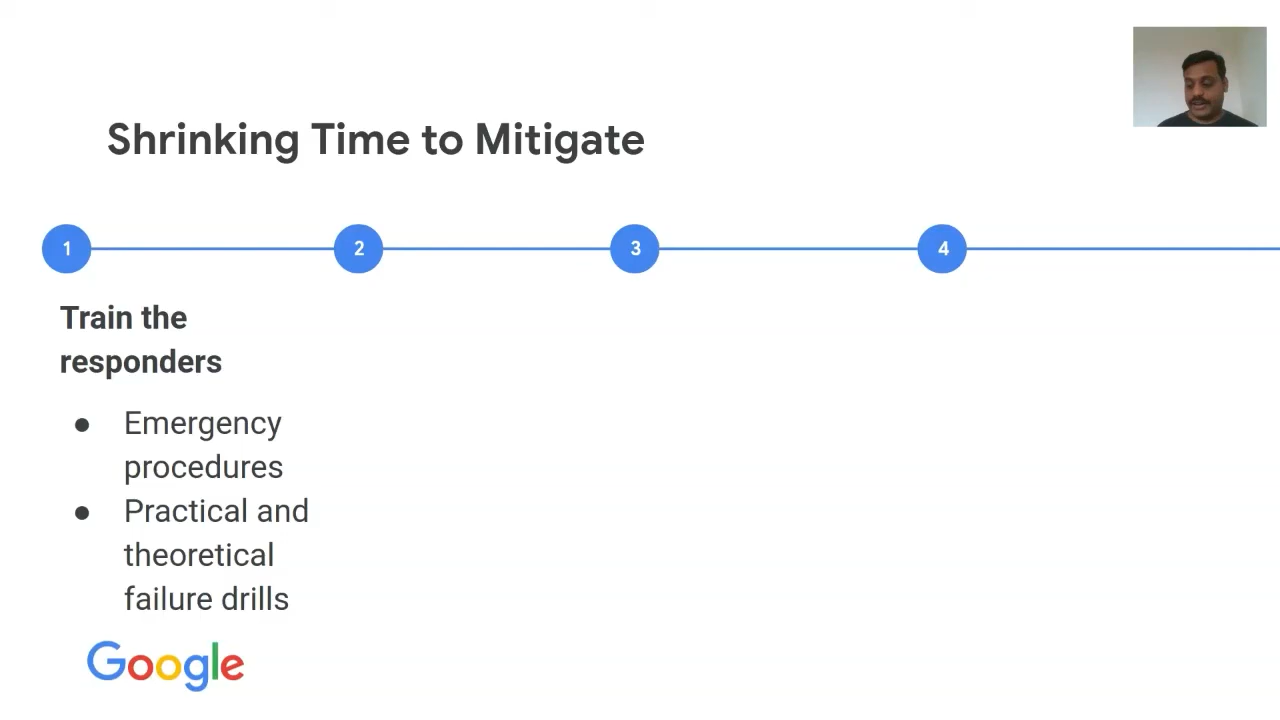 Shrinking Time to Mitigate
1 2 3 4
Train the
responders
● Emergency
procedures
● Practical and
theoretical
failure drills
Google